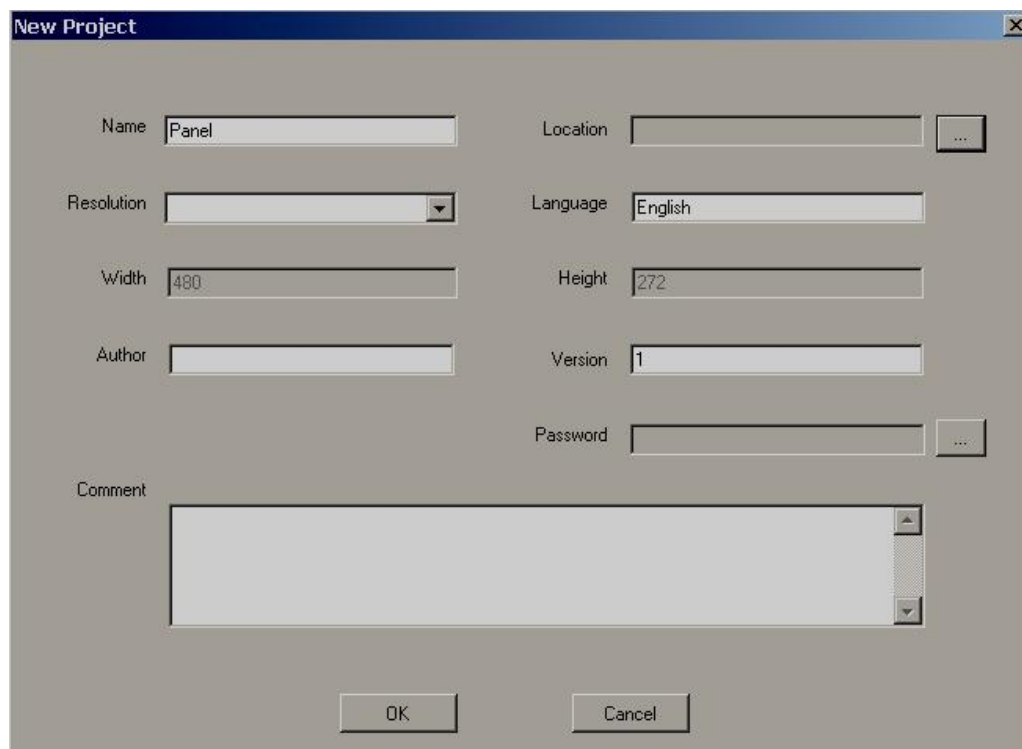 New Project
Name Panel Location ...
Resolution Language English
Width 480 Height 272
Author Version 1
Password ...
Comment
OK Cancel